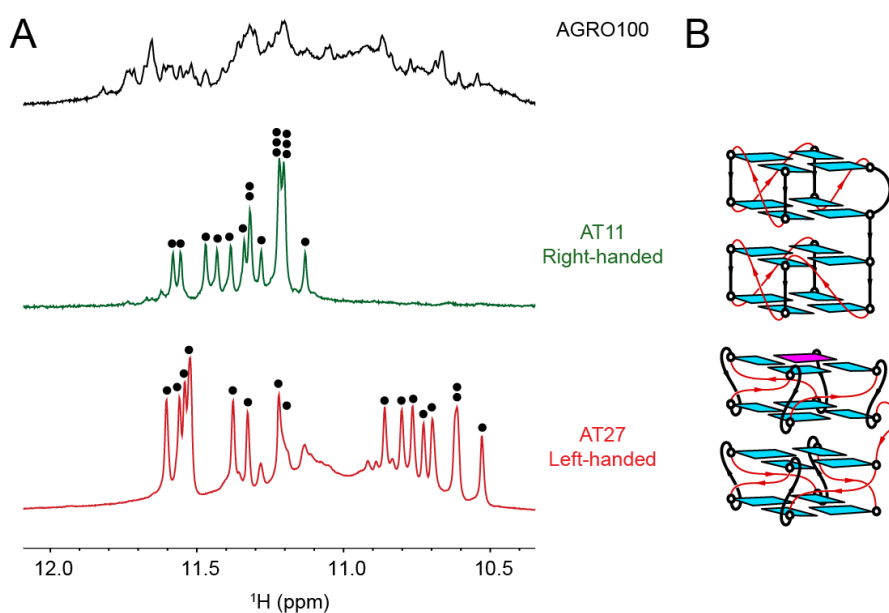 A
AGRO100
B
AT11
Right-handed
AT27
Left-handed
12.0
11.5
11.0
10.5
¹H (ppm)